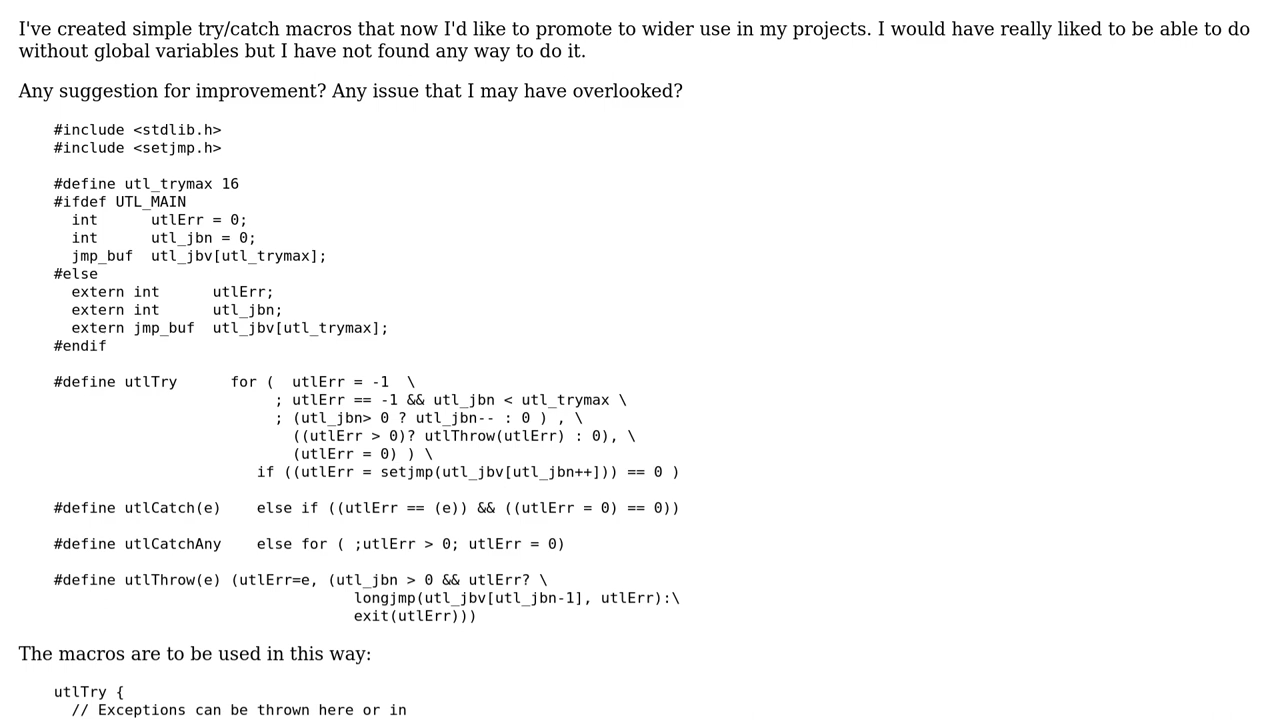 I've created simple try/catch macros that now I'd like to promote to wider use in my projects. I would have really liked to be able to do
without global variables but I have not found any way to do it.
Any suggestion for improvement? Any issue that I may have overlooked?
#include <stdlib.h>
#include <setjmp.h>
#define utl_trymax 16
#ifdef UTL_MAIN
  int      utlErr = 0;
  int      utl_jbn = 0;
  jmp_buf  utl_jbv[utl_trymax];
#else
  extern int      utlErr;
  extern int      utl_jbn;
  extern jmp_buf  utl_jbv[utl_trymax];
#endif
#define utlTry      for (  utlErr = -1  \
                         ; utlErr == -1 && utl_jbn < utl_trymax \
                         ; (utl_jbn> 0 ? utl_jbn-- : 0 ) , \
                           ((utlErr > 0)? utlThrow(utlErr) : 0), \
                           (utlErr = 0) ) \
                       if ((utlErr = setjmp(utl_jbv[utl_jbn++])) == 0 )
#define utlCatch(e)    else if ((utlErr == (e)) && ((utlErr = 0) == 0))
#define utlCatchAny    else for ( ;utlErr > 0; utlErr = 0)
#define utlThrow(e) (utlErr=e, (utl_jbn > 0 && utlErr? \
                                  longjmp(utl_jbv[utl_jbn-1], utlErr):\
                                  exit(utlErr)))
The macros are to be used in this way:
utlTry {
  // Exceptions can be thrown here or in